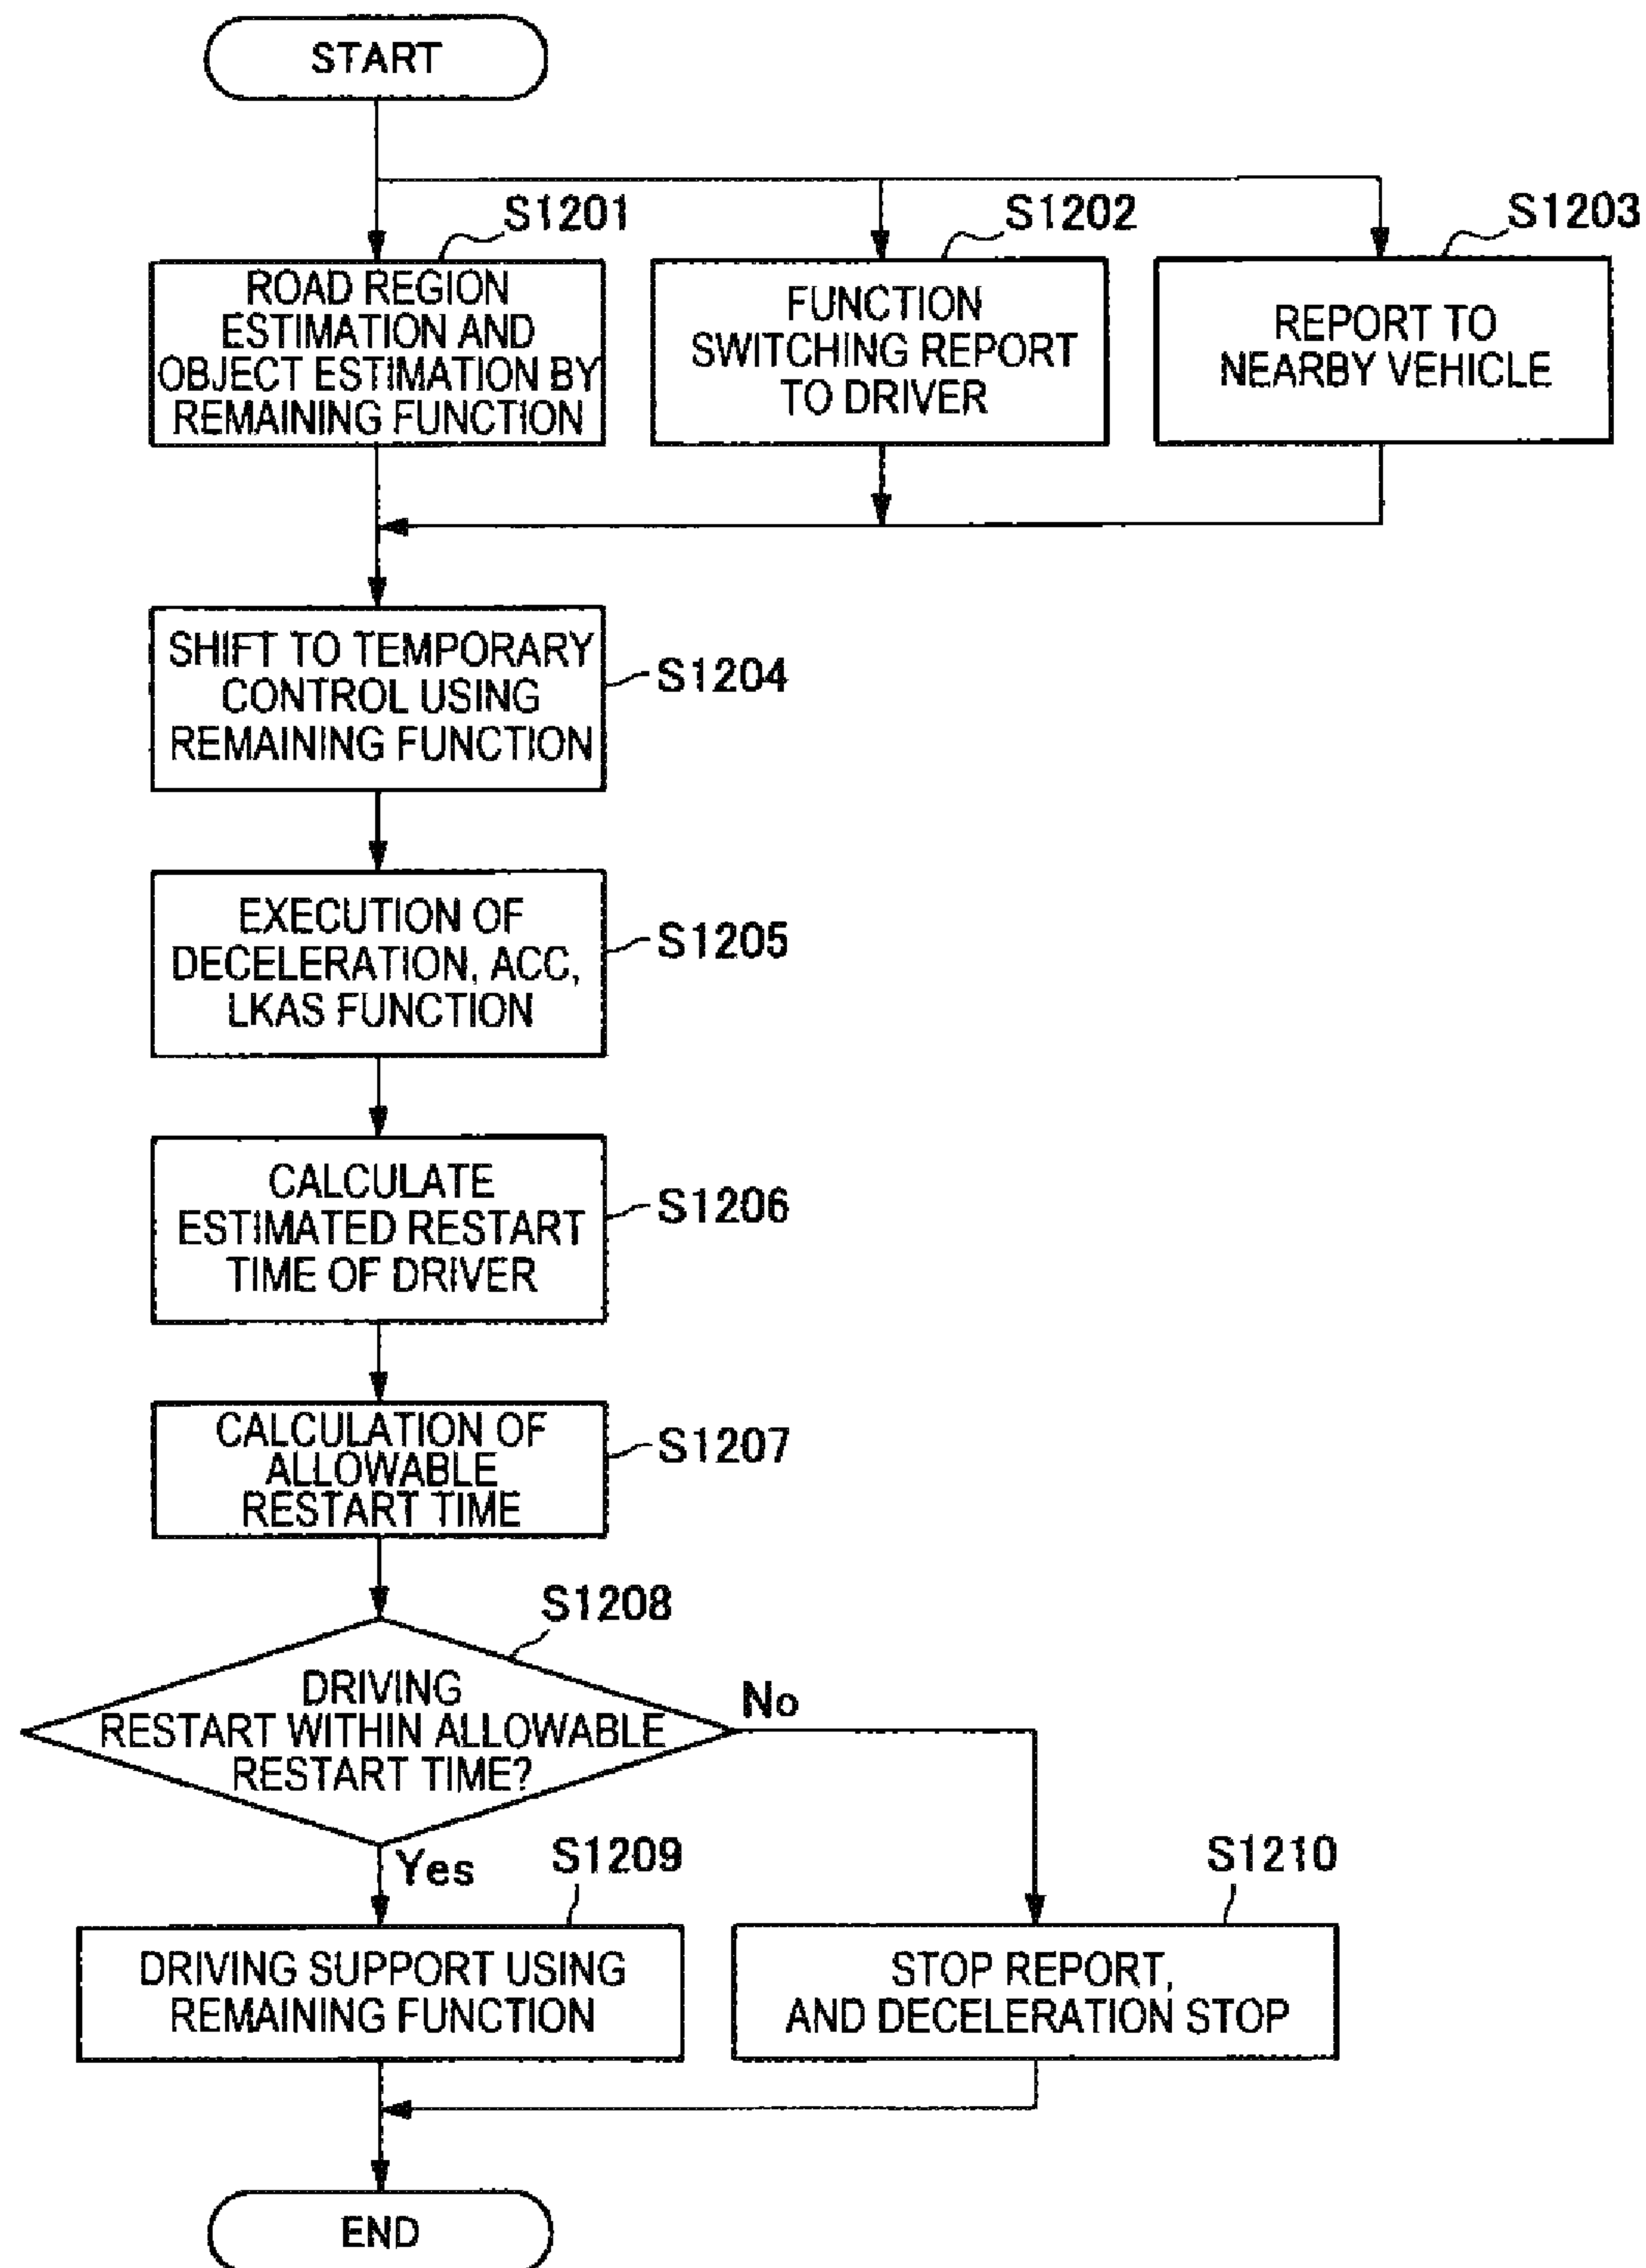 START
S1201
ROAD REGION
ESTIMATION AND
OBJECT ESTIMATION BY
REMAINING FUNCTION
S1202
FUNCTION
SWITCHING REPORT
TO DRIVER
S1203
REPORT TO
NEARBY VEHICLE
SHIFT TO TEMPORARY
CONTROL USING
REMAINING FUNCTION
S1204
EXECUTION OF
DECELERATION, ACC,
LKAS FUNCTION
S1205
CALCULATE
ESTIMATED RESTART
TIME OF DRIVER
S1206
CALCULATION OF
ALLOWABLE
RESTART TIME
S1207
S1208
DRIVING
RESTART WITHIN ALLOWABLE
RESTART TIME?
No
Yes
S1209
DRIVING SUPPORT USING
REMAINING FUNCTION
S1210
STOP REPORT,
AND DECELERATION STOP
END